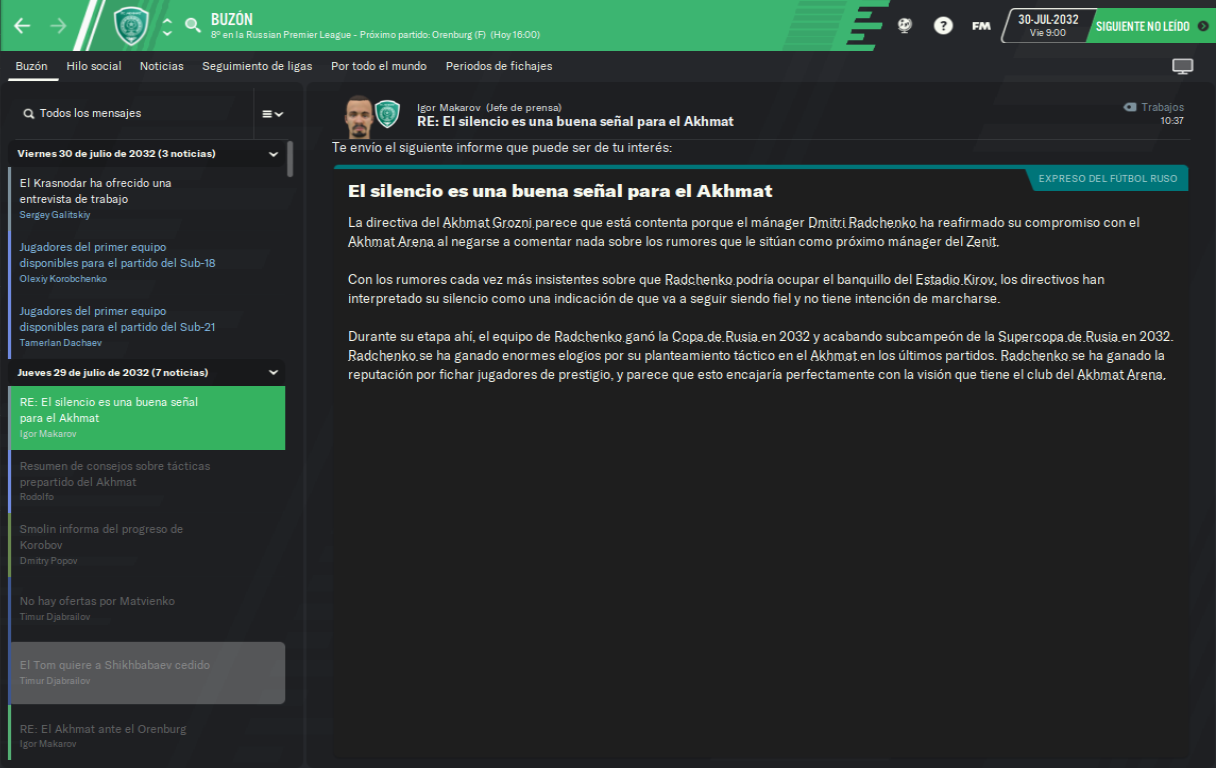 BUZÓN
8º en la Russian Premier League - Próximo partido: Orenburg (F) (Hoy 16:00)
?
FM
30-JUL-2032
Vie 9:00
SIGUIENTE NO LEÍDO
Buzón Hilo social Noticias Seguimiento de ligas Por todo el mundo Periodos de fichajes
Todos los mensajes
Viernes 30 de julio de 2032 (3 noticias)
El Krasnodar ha ofrecido una
entrevista de trabajo
Sergey Galitskiy
Jugadores del primer equipo
disponibles para el partido del Sub-18
Olexiy Korobchenko
Jugadores del primer equipo
disponibles para el partido del Sub-21
Tamerlan Dachaev
Jueves 29 de julio de 2032 (7 noticias)
RE: El silencio es una buena señal
para el Akhmat
Igor Makarov
Resumen de consejos sobre tácticas
prepartido del Akhmat
Rodolfo
Smolin informa del progreso de
Korobov
Dmitry Popov
No hay ofertas por Matvienko
Timur Djabrailov
El Tom quiere a Shikhbabaev cedido
Timur Djabrailov
RE: El Akhmat ante el Orenburg
Igor Makarov
Igor Makarov (Jefe de prensa)
RE: El silencio es una buena señal para el Akhmat
Trabajos
10:37
Te envío el siguiente informe que puede ser de tu interés:
EXPRESO DEL FÚTBOL RUSO
El silencio es una buena señal para el Akhmat
La directiva del Akhmat Grozni parece que está contenta porque el mánager Dmitri Radchenko ha reafirmado su compromiso con el
Akhmat Arena al negarse a comentar nada sobre los rumores que le sitúan como próximo mánager del Zenit.
Con los rumores cada vez más insistentes sobre que Radchenko podría ocupar el banquillo del Estadio Kirov, los directivos han
interpretado su silencio como una indicación de que va a seguir siendo fiel y no tiene intención de marcharse.
Durante su etapa ahí, el equipo de Radchenko ganó la Copa de Rusia en 2032 y acabando subcampeón de la Supercopa de Rusia en 2032.
Radchenko se ha ganado enormes elogios por su planteamiento táctico en el Akhmat en los últimos partidos. Radchenko se ha ganado la
reputación por fichar jugadores de prestigio, y parece que esto encajaría perfectamente con la visión que tiene el club del Akhmat Arena.